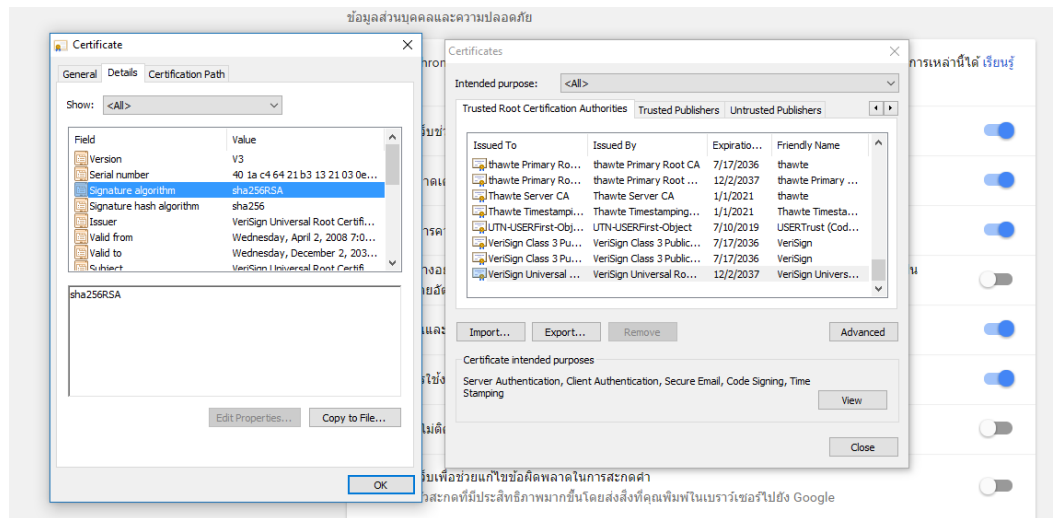 ข้อมูลส่วนบุคคลและความปลอดภัย
Certificate
General Details Certification Path
Show: <All>
Field Value
Version V3
Serial number 40 1a c4 64 21 b3 13 21 03 0e...
Signature algorithm sha256RSA
Signature hash algorithm sha256
Issuer VeriSign Universal Root Certifi...
Valid from Wednesday, April 2, 2008 7:0...
Valid to Wednesday, December 2, 203...
Subject VeriSign Universal Root Certifi
sha256RSA
Edit Properties... Copy to File...
OK
Certificates
Intended purpose: <All>
Trusted Root Certification Authorities Trusted Publishers Untrusted Publishers
Issued To Issued By Expiratio... Friendly Name
thawte Primary Ro... thawte Primary Root CA 7/17/2036 thawte
thawte Primary Ro... thawte Primary Root ... 12/2/2037 thawte Primary ...
Thawte Server CA Thawte Server CA 1/1/2021 thawte
Thawte Timestampi... Thawte Timestamping... 1/1/2021 Thawte Timesta...
UTN-USERFirst-Obj... UTN-USERFirst-Object 7/10/2019 USERTrust (Cod...
VeriSign Class 3 Pu... VeriSign Class 3 Public... 7/17/2036 VeriSign
VeriSign Class 3 Pu... VeriSign Class 3 Public... 7/17/2036 VeriSign
VeriSign Universal ... VeriSign Universal Ro... 12/2/2037 VeriSign Univers...
Import... Export... Remove Advanced
Certificate intended purposes
Server Authentication, Client Authentication, Secure Email, Code Signing, Time
Stamping
View
Close
การเหล่านี้ได้ เรียนรู้
ว็บเพื่อช่วยแก้ไขข้อผิดพลาดในการสะกดคำ
วสะกดที่มีประสิทธิภาพมากขึ้นโดยส่งสิ่งที่คุณพิมพ์ในเบราว์เซอร์ไปยัง Google